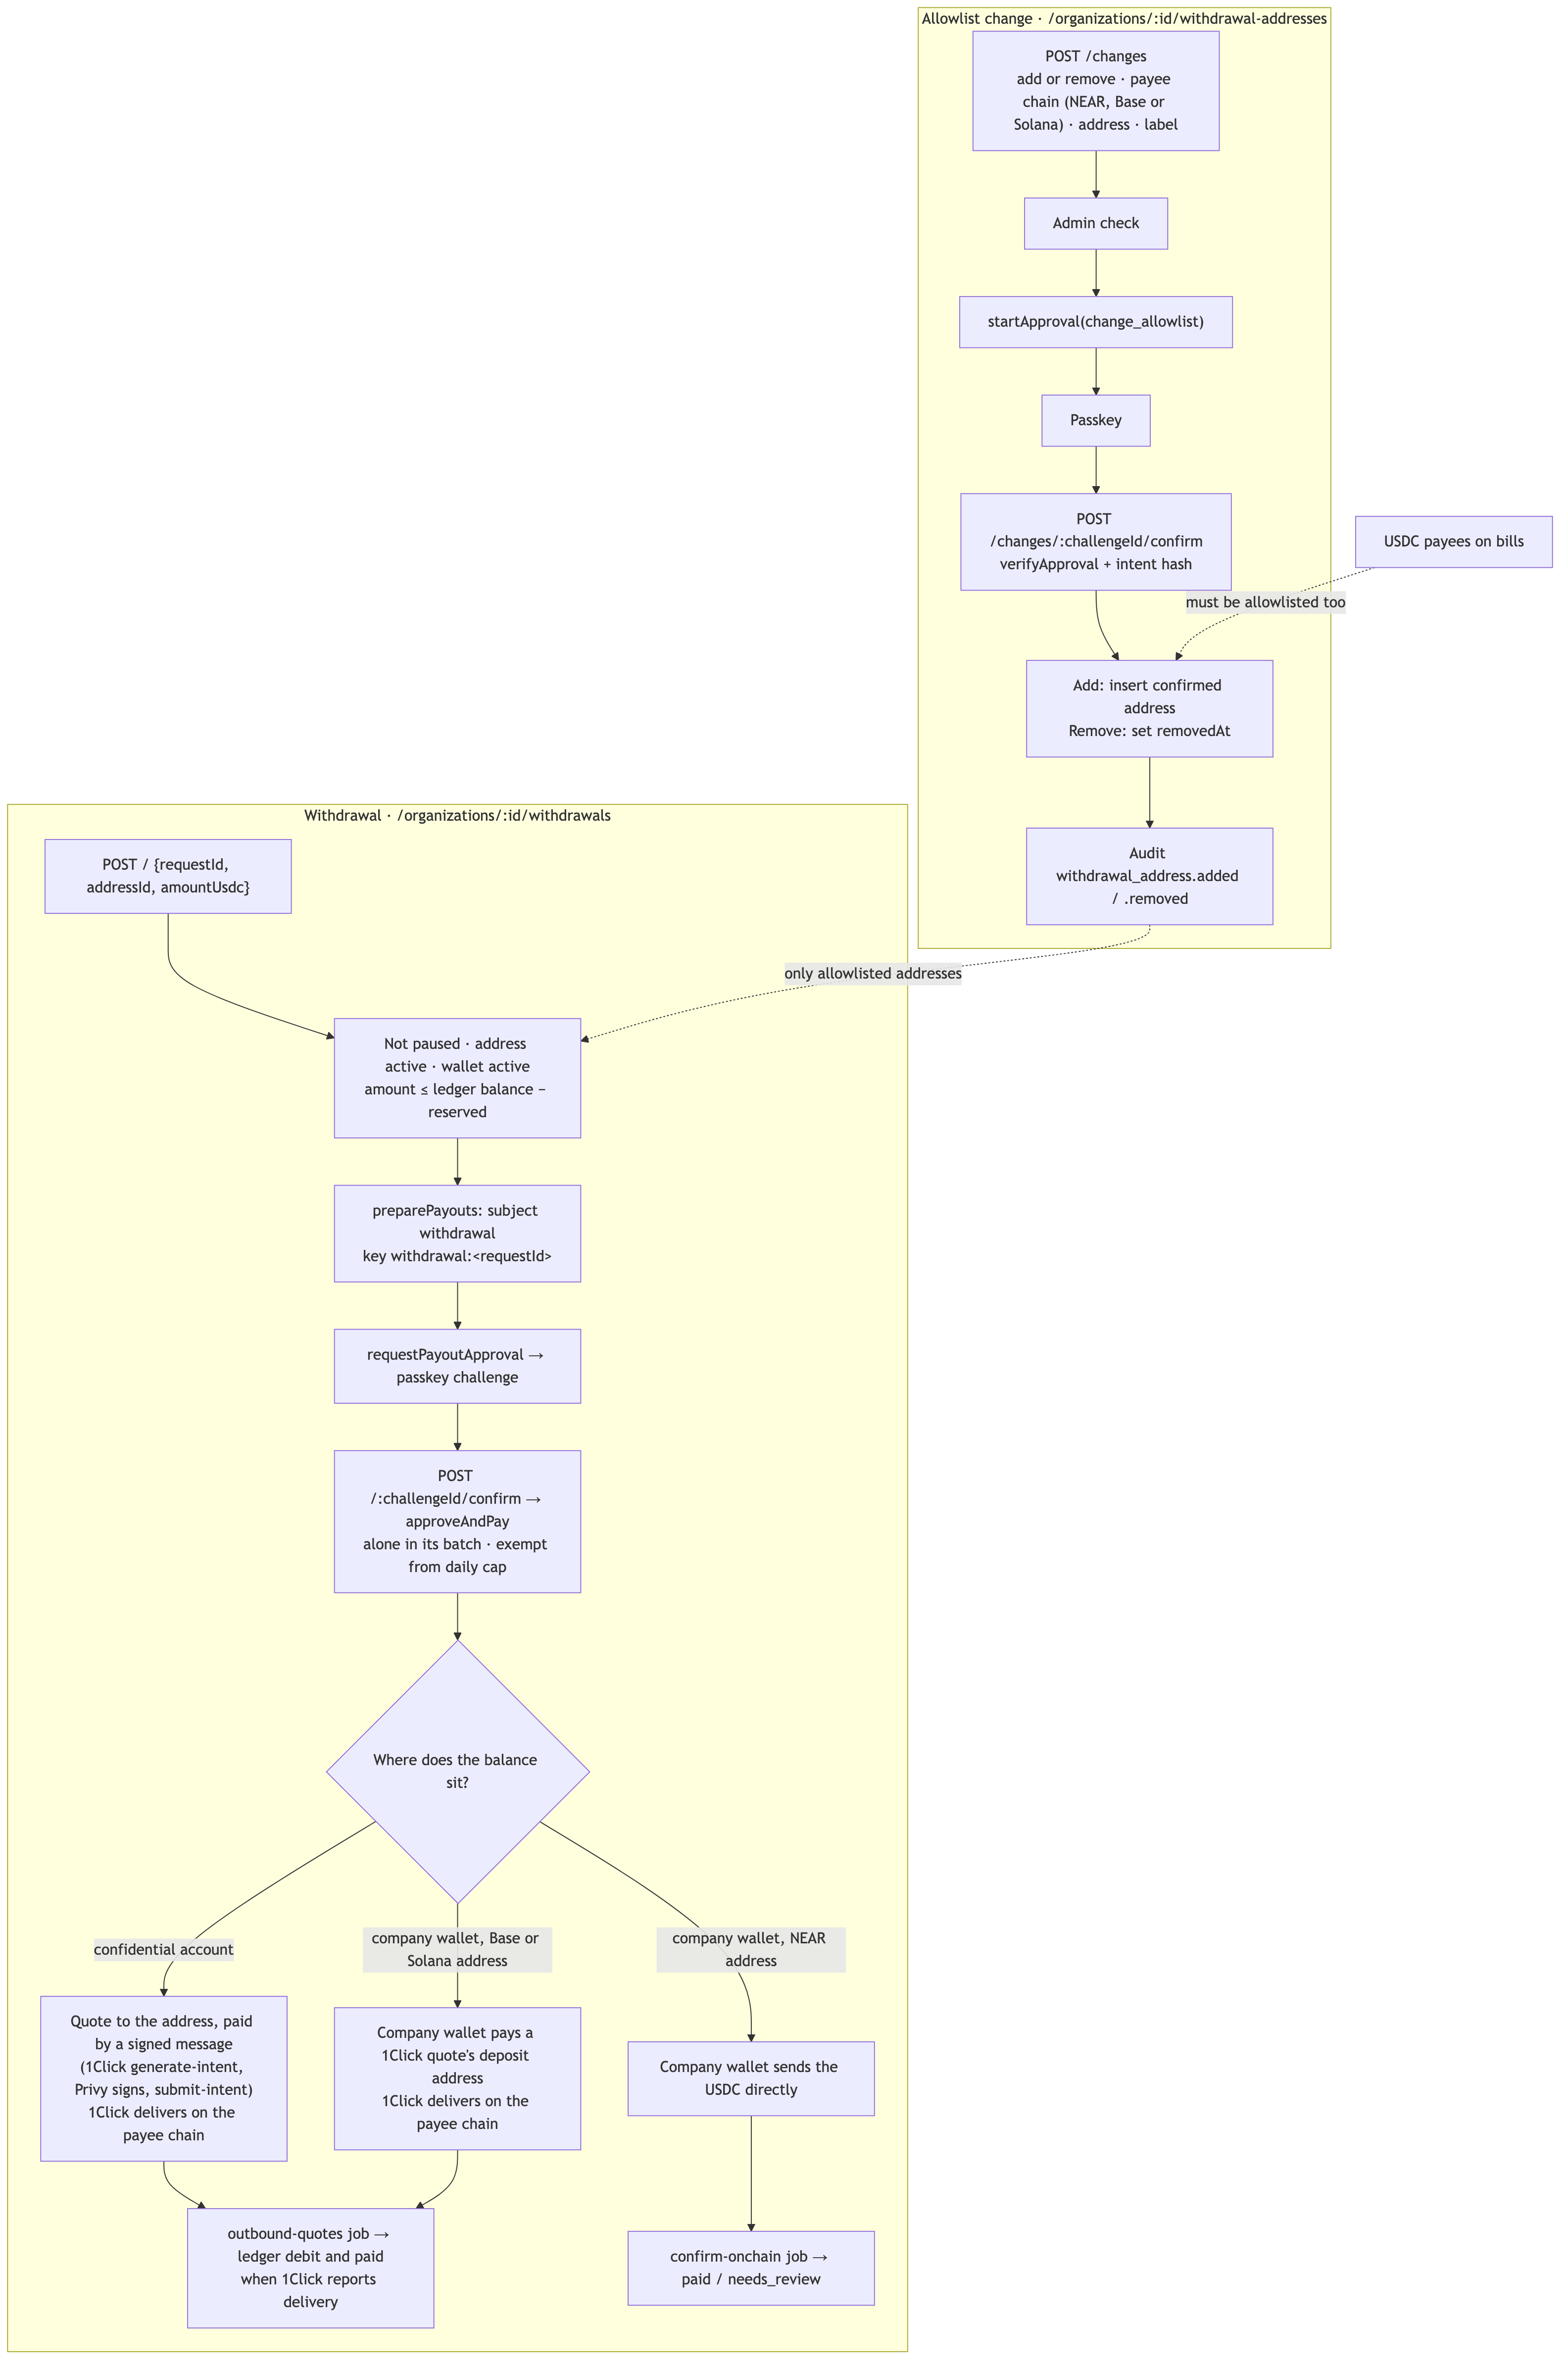 Allowlist change · /organizations/:id/withdrawal-addresses
POST /changes
add or remove · payee
chain (NEAR, Base or
Solana) · address · label
Admin check
startApproval(change_allowlist)
Passkey
POST
/changes/:challengeId/confirm
verifyApproval + intent hash
USDC payees on bills
must be allowlisted too
Add: insert confirmed
address
Remove: set removedAt
Audit
withdrawal_address.added
/ .removed
only allowlisted addresses
Withdrawal · /organizations/:id/withdrawals
POST / {requestId,
addressId, amountUsdc}
Not paused · address
active · wallet active
amount ≤ ledger balance −
reserved
preparePayouts: subject
withdrawal
key withdrawal:<requestId>
requestPayoutApproval →
passkey challenge
POST
/:challengeId/confirm →
approveAndPay
alone in its batch · exempt
from daily cap
Where does the balance
sit?
confidential account
company wallet, Base or
Solana address
company wallet, NEAR
address
Quote to the address, paid
by a signed message
(1Click generate-intent,
Privy signs, submit-intent)
1Click delivers on the
payee chain
Company wallet pays a
1Click quote's deposit
address
1Click delivers on the
payee chain
Company wallet sends the
USDC directly
outbound-quotes job →
ledger debit and paid
when 1Click reports
delivery
confirm-onchain job →
paid / needs_review